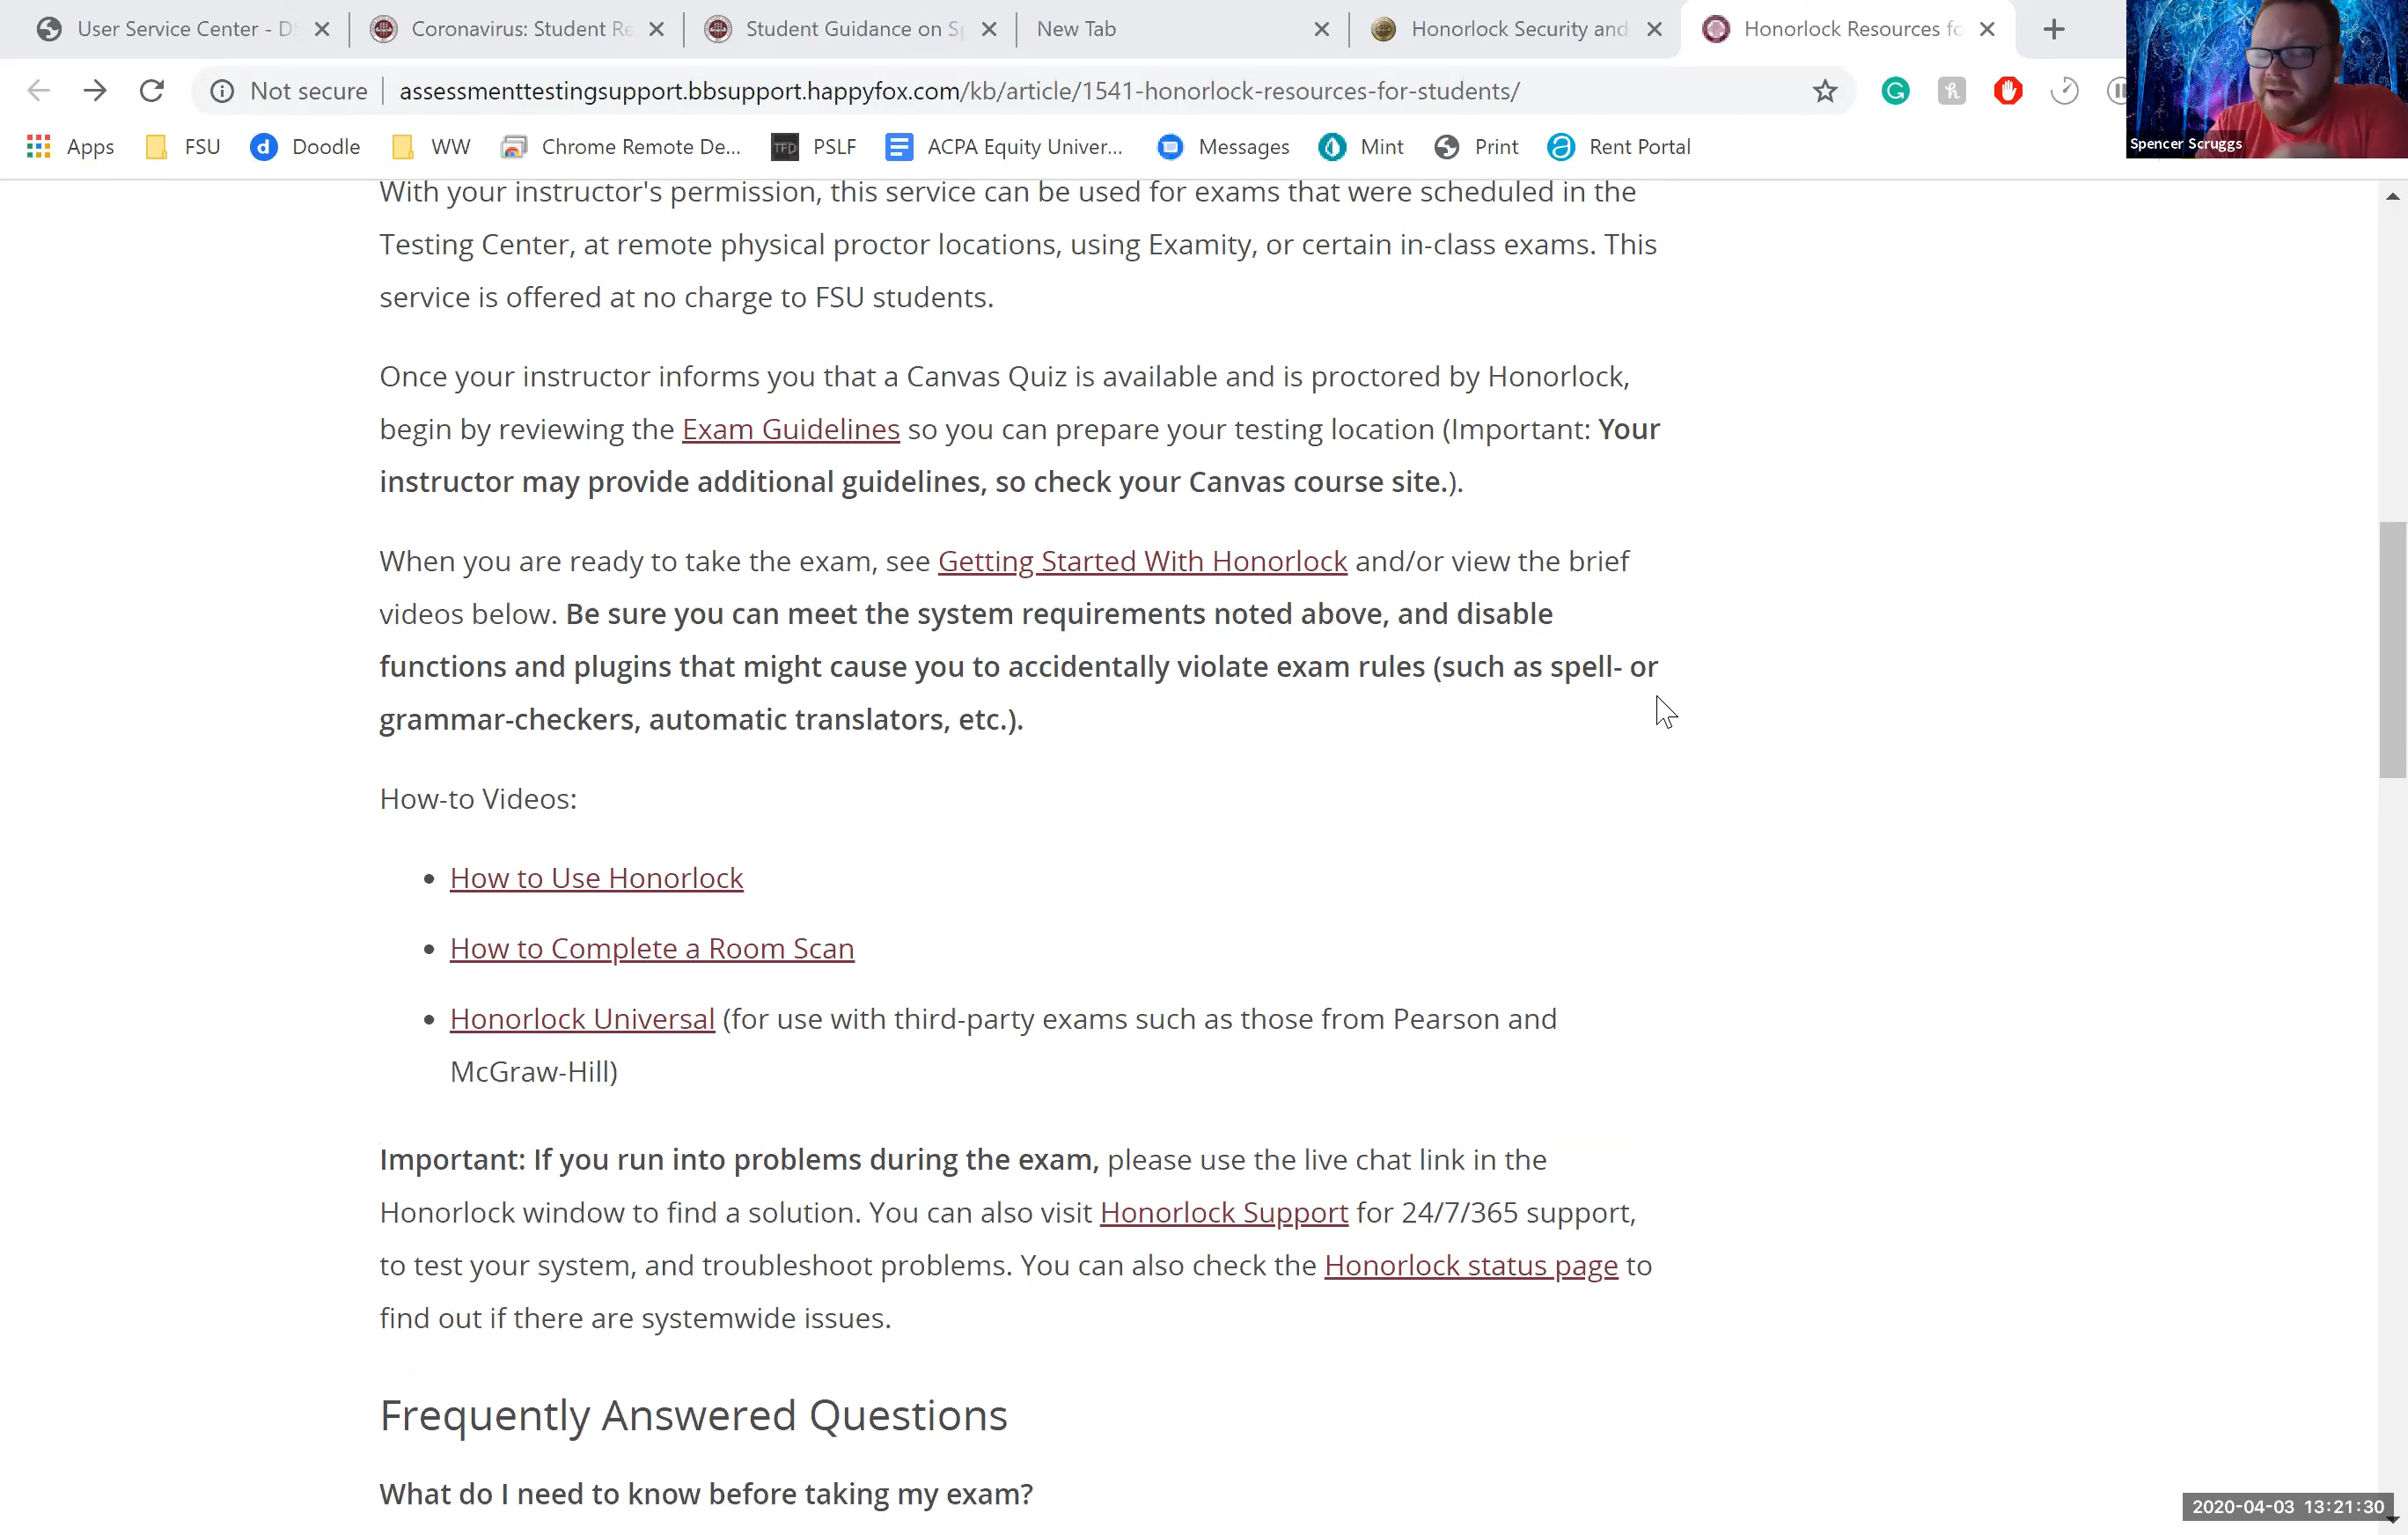 User Service Center - D
Coronavirus: Student Re
Student Guidance on Sp
New Tab
Honorlock Security and
Honorlock Resources fo
Not secure
assessmenttestingsupport.bbsupport.happyfox.com/kb/article/1541-honorlock-resources-for-students/
Apps
FSU
Doodle
WW
Chrome Remote De...
TFD
PSLF
ACPA Equity Univer...
Messages
Mint
Print
Rent Portal
Spencer Scruggs
With your instructor's permission, this service can be used for exams that were scheduled in the
Testing Center, at remote physical proctor locations, using Examity, or certain in-class exams. This
service is offered at no charge to FSU students.
Once your instructor informs you that a Canvas Quiz is available and is proctored by Honorlock,
begin by reviewing the Exam Guidelines so you can prepare your testing location (Important: Your
instructor may provide additional guidelines, so check your Canvas course site.).
When you are ready to take the exam, see Getting Started With Honorlock and/or view the brief
videos below. Be sure you can meet the system requirements noted above, and disable
functions and plugins that might cause you to accidentally violate exam rules (such as spell- or
grammar-checkers, automatic translators, etc.).
How-to Videos:
• How to Use Honorlock
• How to Complete a Room Scan
• Honorlock Universal (for use with third-party exams such as those from Pearson and
McGraw-Hill)
Important: If you run into problems during the exam, please use the live chat link in the
Honorlock window to find a solution. You can also visit Honorlock Support for 24/7/365 support,
to test your system, and troubleshoot problems. You can also check the Honorlock status page to
find out if there are systemwide issues.
Frequently Answered Questions
What do I need to know before taking my exam?
2020-04-03 13:21:30